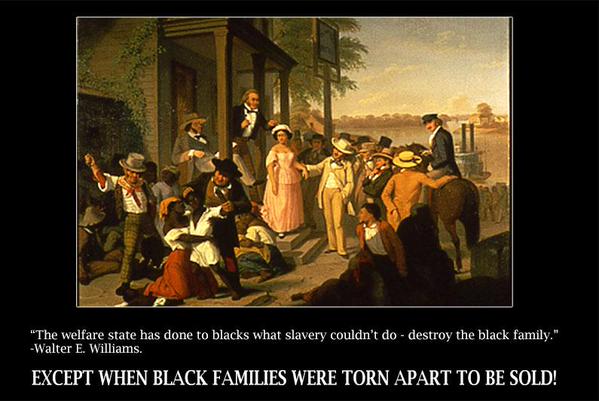 “The welfare state has done to blacks what slavery couldn’t do - destroy the black family.”
-Walter E. Williams.
EXCEPT WHEN BLACK FAMILIES WERE TORN APART TO BE SOLD!